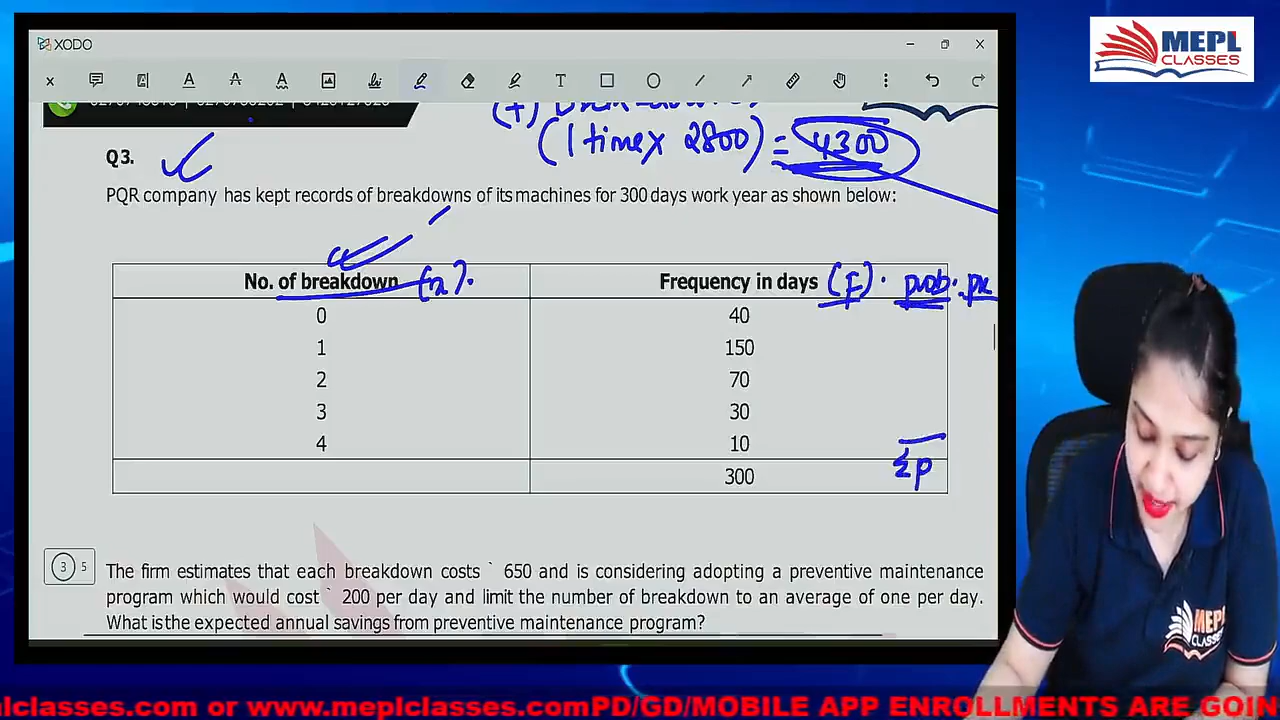 XODO
MEPL
CLASSES
(1 time x 2800) = 4300
Q3.
PQR company has kept records of breakdowns of its machines for 300 days work year as shown below:
No. of breakdown (x). Frequency in days (F). prob. px
0 40
1 150
2 70
3 30
4 10
Σp
300
3 5
The firm estimates that each breakdown costs ` 650 and is considering adopting a preventive maintenance
program which would cost ` 200 per day and limit the number of breakdown to an average of one per day.
What is the expected annual savings from preventive maintenance program?
MEPL
CLASSES
MEPL
CLASSES
alclasses.com or www.meplclasses.comPD/GD/MOBILE APP ENROLLMENTS ARE GOIN